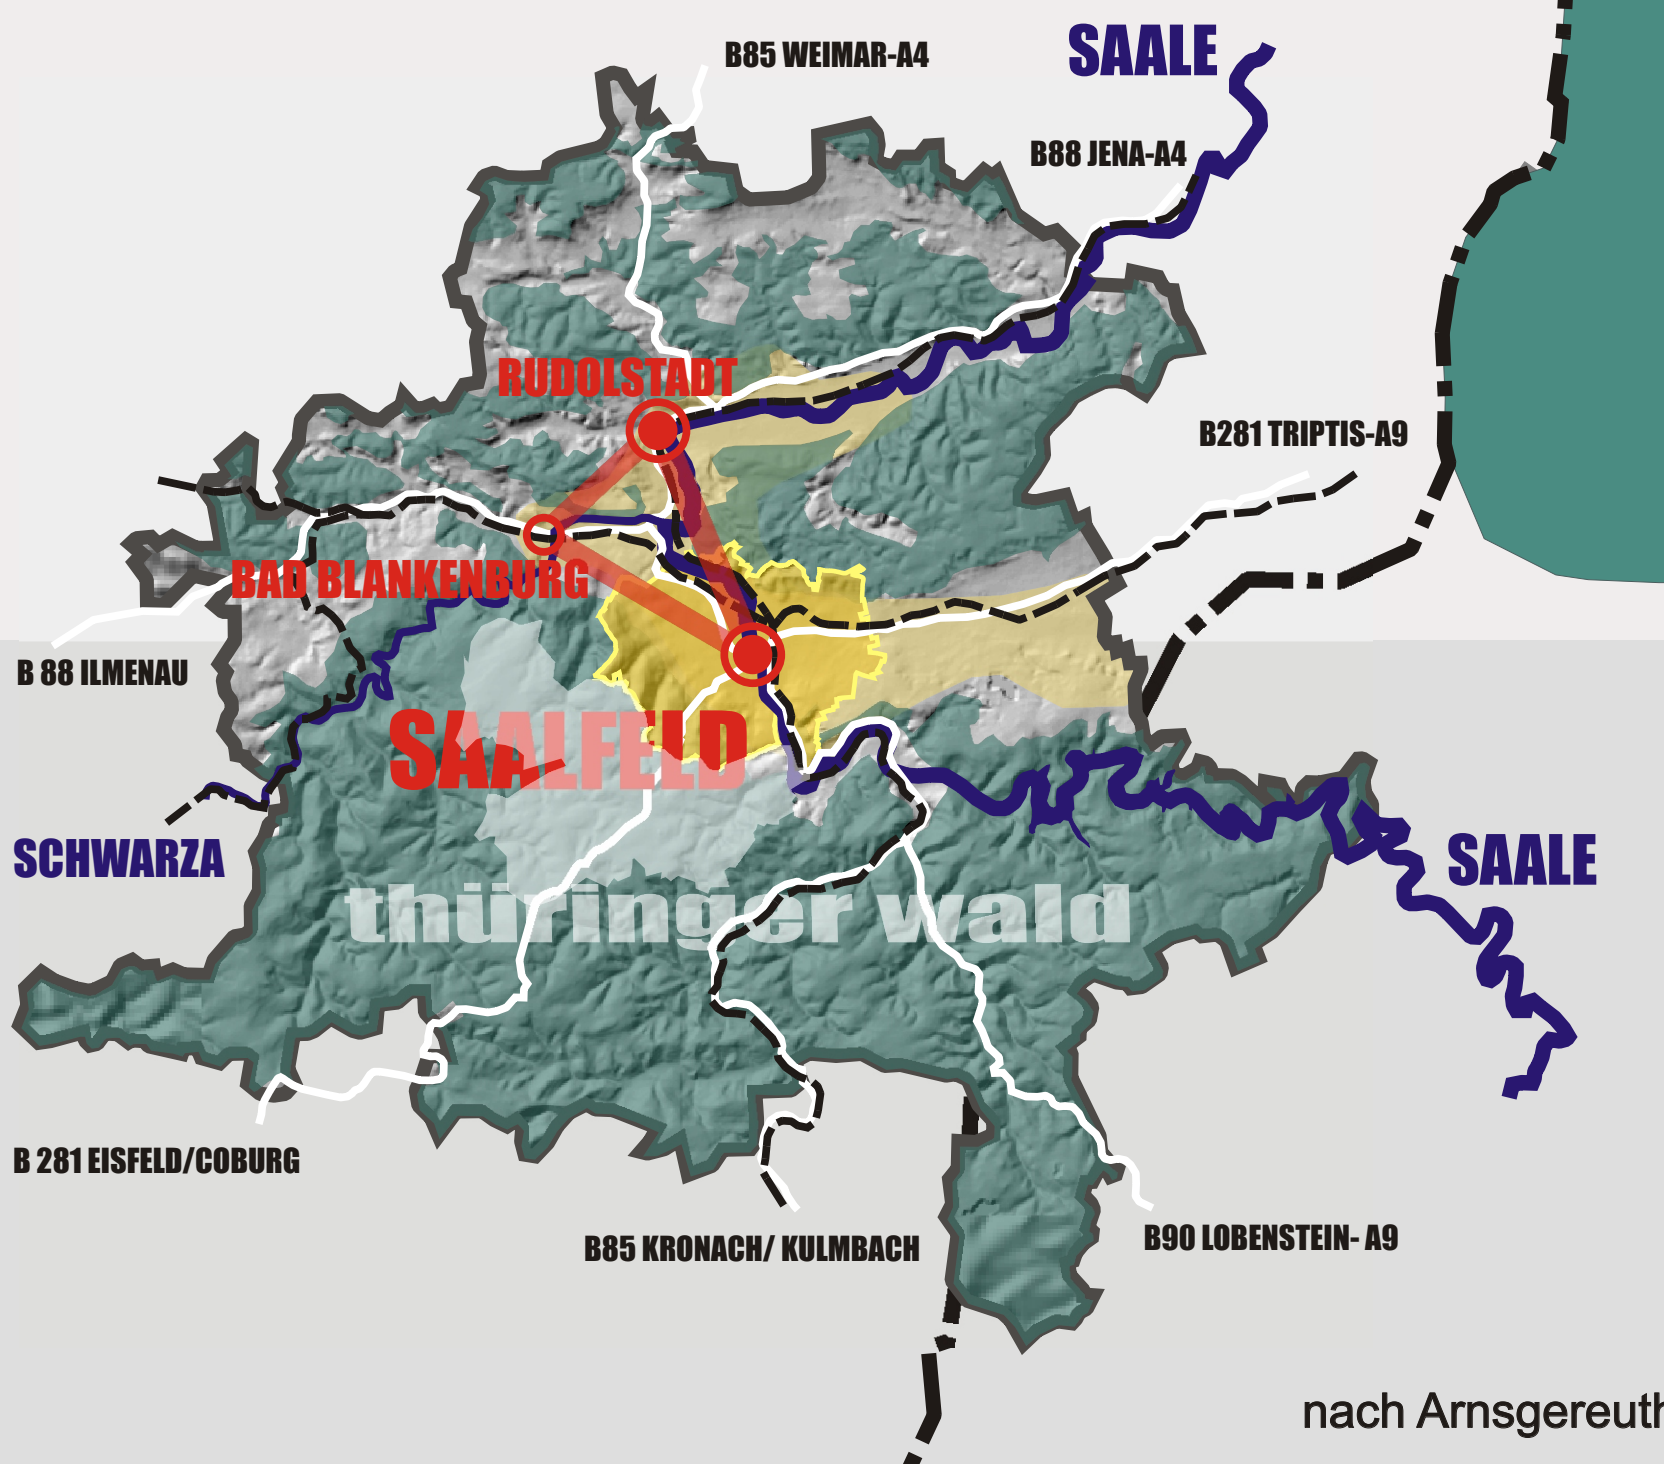 SAALE
B85 WEIMAR-A4
B88 JENA-A4
RUDOLSTADT
B281 TRIPTIS-A9
BAD BLANKENBURG
B 88 ILMENAU
SAALFELD
SCHWARZA
SAALE
thüringer wald
B 281 EISFELD/COBURG
B85 KRONACH/ KULMBACH
B90 LOBENSTEIN- A9
nach Arnsgereuth